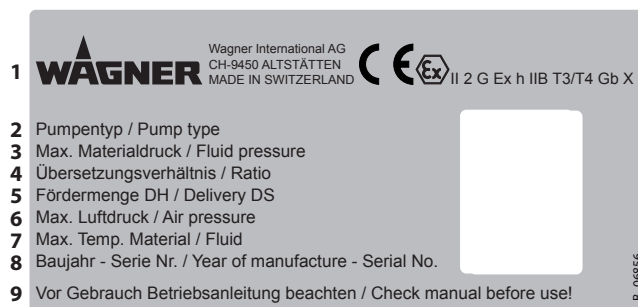 1 WAGNER Wagner International AG
CH-9450 ALTSTÄTTEN
MADE IN SWITZERLAND CE Ex II 2 G Ex h IIB T3/T4 Gb X
2 Pumpentyp / Pump type
3 Max. Materialdruck / Fluid pressure
4 Übersetzungsverhältnis / Ratio
5 Fördermenge DH / Delivery DS
6 Max. Luftdruck / Air pressure
7 Max. Temp. Material / Fluid
8 Baujahr - Serie Nr. / Year of manufacture - Serial No.
9 Vor Gebrauch Betriebsanleitung beachten / Check manual before use!